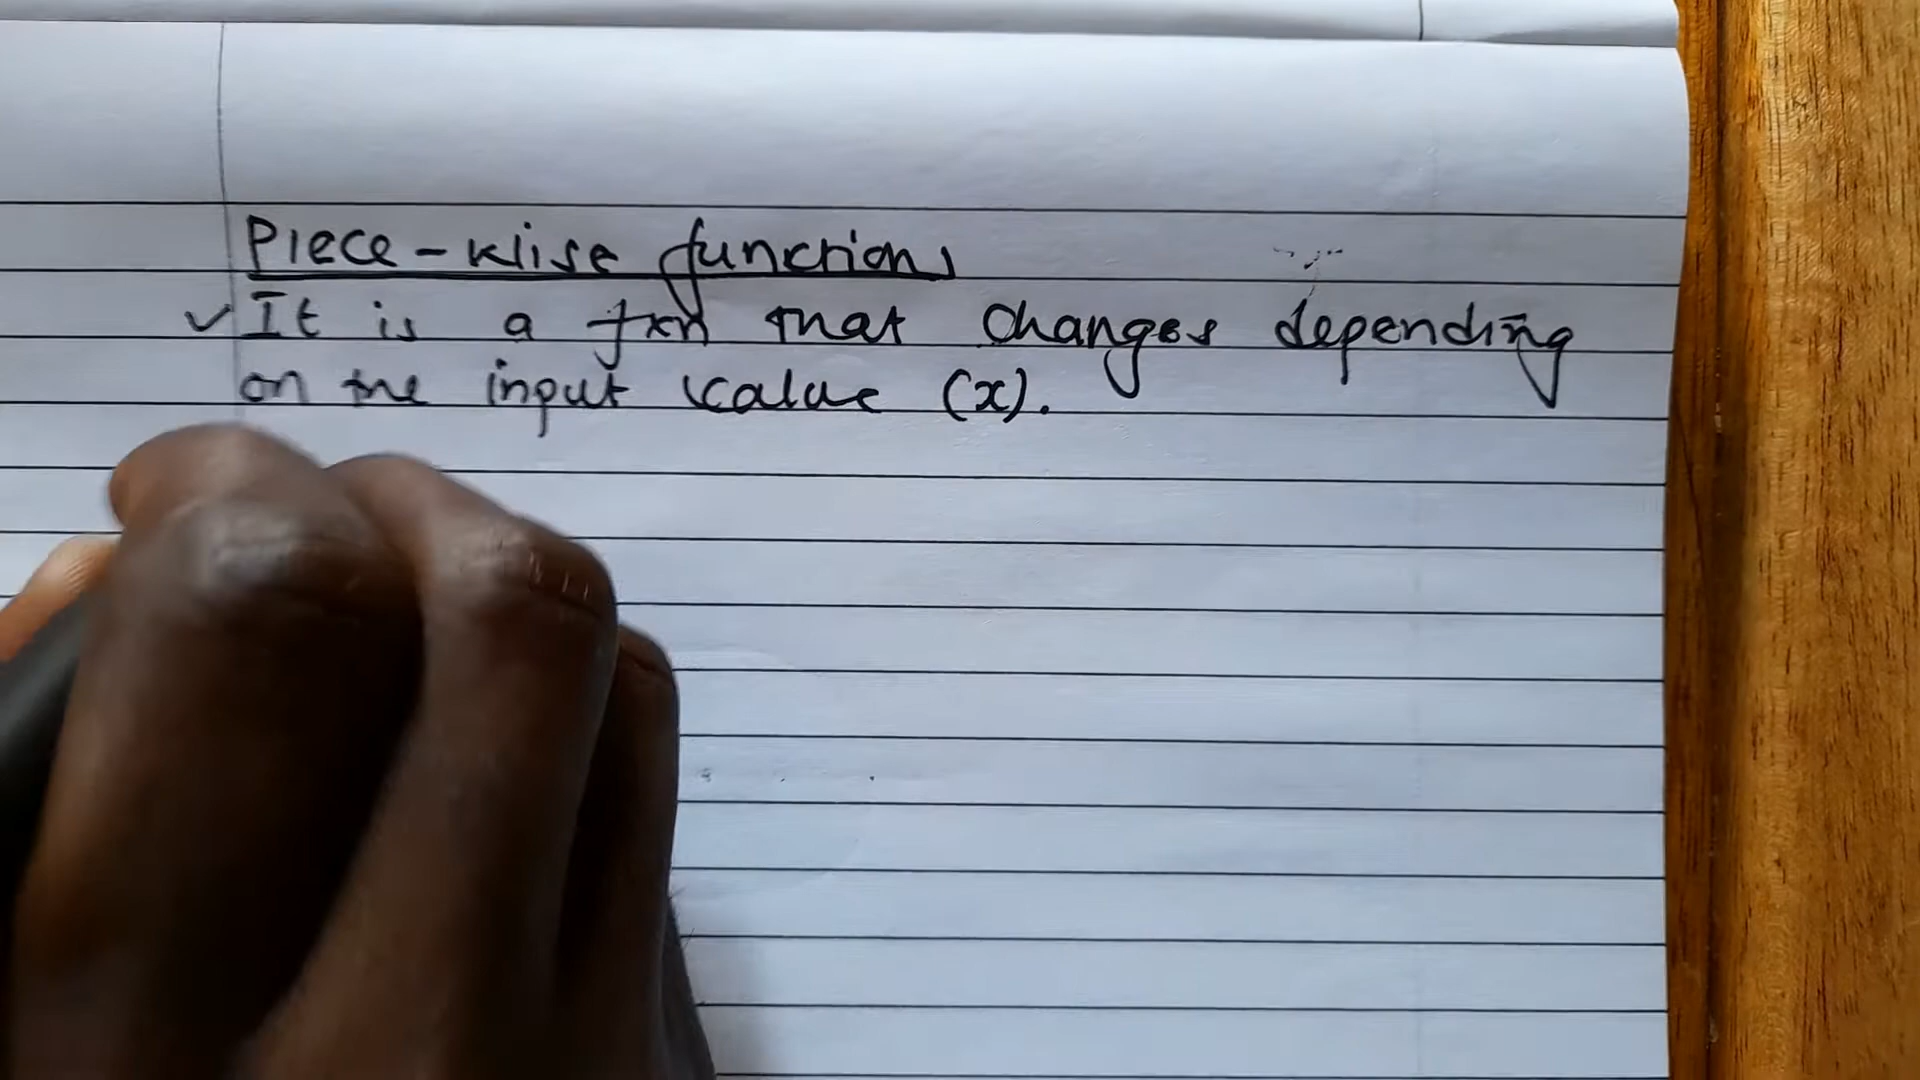 Piece-wise functions
✓ It is a fxn that changes depending
on the input value (x).